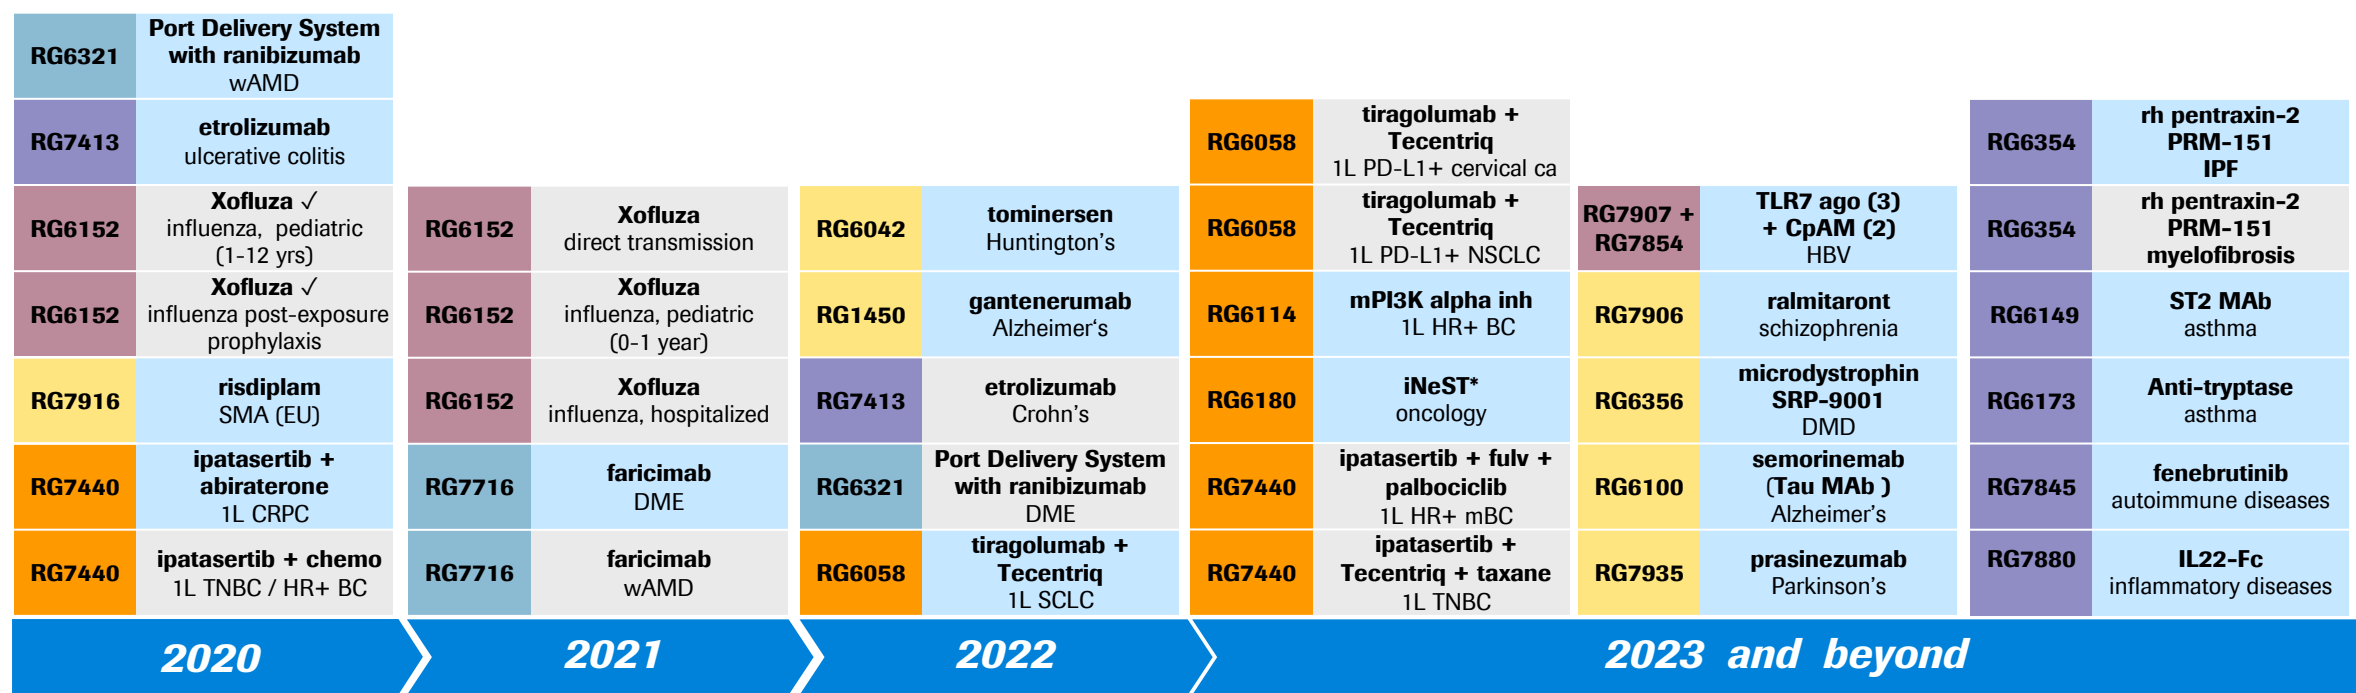 RG6321
Port Delivery System
with ranibizumab
wAMD
RG7413
etrolizumab
ulcerative colitis
RG6152
Xofluza ✓
influenza, pediatric
(1-12 yrs)
RG6152
Xofluza ✓
influenza post-exposure
prophylaxis
RG7916
risdiplam
SMA (EU)
RG7440
ipatasertib +
abiraterone
1L CRPC
RG7440
ipatasertib + chemo
1L TNBC / HR+ BC
2020
RG6152
Xofluza
direct transmission
RG6152
Xofluza
influenza, pediatric
(0-1 year)
RG6152
Xofluza
influenza, hospitalized
RG7716
faricimab
DME
RG7716
faricimab
wAMD
2021
RG6042
tominersen
Huntington's
RG1450
gantenerumab
Alzheimer‘s
RG7413
etrolizumab
Crohn's
RG6321
Port Delivery System
with ranibizumab
DME
RG6058
tiragolumab +
Tecentriq
1L SCLC
2022
RG6058
tiragolumab +
Tecentriq
1L PD-L1+ cervical ca
RG6058
tiragolumab +
Tecentriq
1L PD-L1+ NSCLC
RG6114
mPI3K alpha inh
1L HR+ BC
RG6180
iNeST*
oncology
RG7440
ipatasertib + fulv +
palbociclib
1L HR+ mBC
RG7440
ipatasertib +
Tecentriq + taxane
1L TNBC
RG7907 +
RG7854
TLR7 ago (3)
+ CpAM (2)
HBV
RG7906
ralmitaront
schizophrenia
RG6356
microdystrophin
SRP-9001
DMD
RG6100
semorinemab
(Tau MAb )
Alzheimer's
RG7935
prasinezumab
Parkinson's
RG6354
rh pentraxin-2
PRM-151
IPF
RG6354
rh pentraxin-2
PRM-151
myelofibrosis
RG6149
ST2 MAb
asthma
RG6173
Anti-tryptase
asthma
RG7845
fenebrutinib
autoimmune diseases
RG7880
IL22-Fc
inflammatory diseases
2023 and beyond